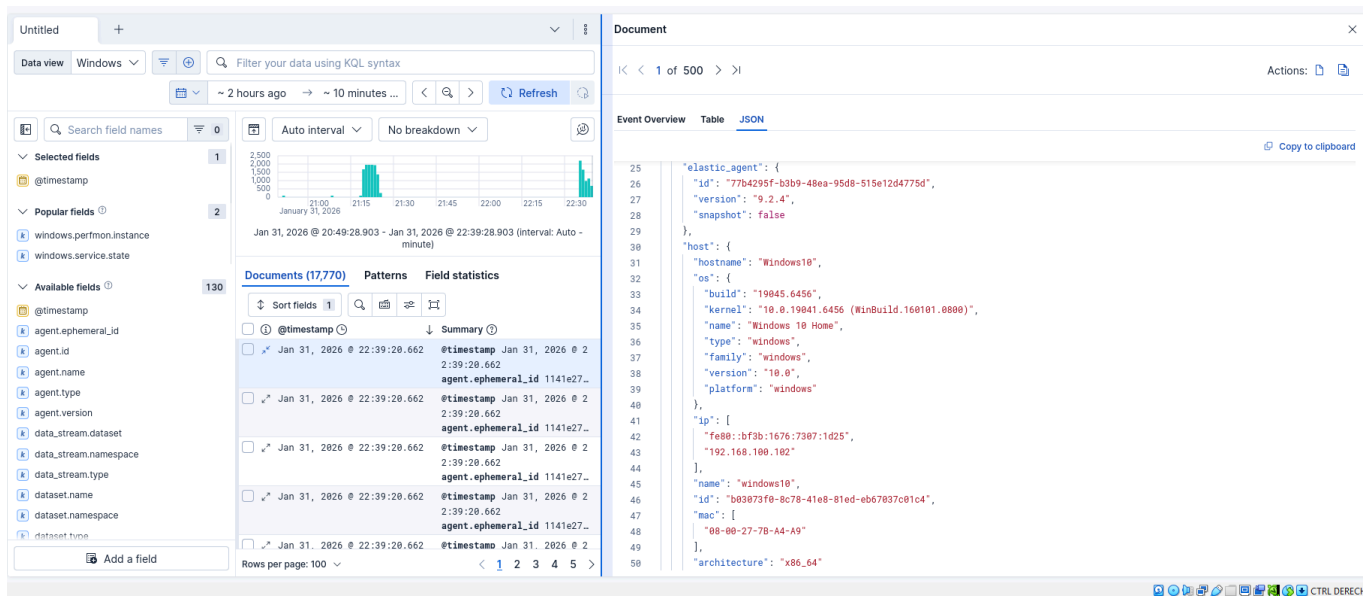 Untitled
Data view Windows
Filter your data using KQL syntax
~ 2 hours ago → ~ 10 minutes ...
Refresh
Search field names
0
Selected fields
1
@timestamp
Popular fields
2
windows.perfmon.instance
windows.service.state
Available fields
130
@timestamp
agent.ephemeral_id
agent.id
agent.name
agent.type
agent.version
data_stream.dataset
data_stream.namespace
data_stream.type
dataset.name
dataset.namespace
dataset.type
Add a field
Auto interval
No breakdown
2,500
2,000
1,500
1,000
500
0
21:00 21:15 21:30 21:45 22:00 22:15 22:30
January 31, 2026
Jan 31, 2026 @ 20:49:28.903 - Jan 31, 2026 @ 22:39:28.903 (interval: Auto -
minute)
Documents (17,770) Patterns Field statistics
Sort fields 1
@timestamp Summary
Jan 31, 2026 @ 22:39:20.662 @timestamp Jan 31, 2026 @ 2
2:39:20.662
agent.ephemeral_id 1141e27…
Jan 31, 2026 @ 22:39:20.662 @timestamp Jan 31, 2026 @ 2
2:39:20.662
agent.ephemeral_id 1141e27…
Jan 31, 2026 @ 22:39:20.662 @timestamp Jan 31, 2026 @ 2
2:39:20.662
agent.ephemeral_id 1141e27…
Jan 31, 2026 @ 22:39:20.662 @timestamp Jan 31, 2026 @ 2
2:39:20.662
agent.ephemeral_id 1141e27…
Jan 31, 2026 @ 22:39:20.662 @timestamp Jan 31, 2026 @ 2
Rows per page: 100
1 2 3 4 5
Document
1 of 500
Actions:
Event Overview Table JSON
Copy to clipboard
25 "elastic_agent": {
26 "id": "77b4295f-b3b9-48ea-95d8-515e12d4775d",
27 "version": "9.2.4",
28 "snapshot": false
29 },
30 "host": {
31 "hostname": "Windows10",
32 "os": {
33 "build": "19045.6456",
34 "kernel": "10.0.19041.6456 (WinBuild.160101.0800)",
35 "name": "Windows 10 Home",
36 "type": "windows",
37 "family": "windows",
38 "version": "10.0",
39 "platform": "windows"
40 },
41 "ip": [
42 "fe80::bf3b:1676:7307:1d25",
43 "192.168.100.102"
44 ],
45 "name": "windows10",
46 "id": "b03073f0-8c78-41e8-81ed-eb67037c01c4",
47 "mac": [
48 "08-00-27-7B-A4-A9"
49 ],
50 "architecture": "x86_64"
CTRL DERECH